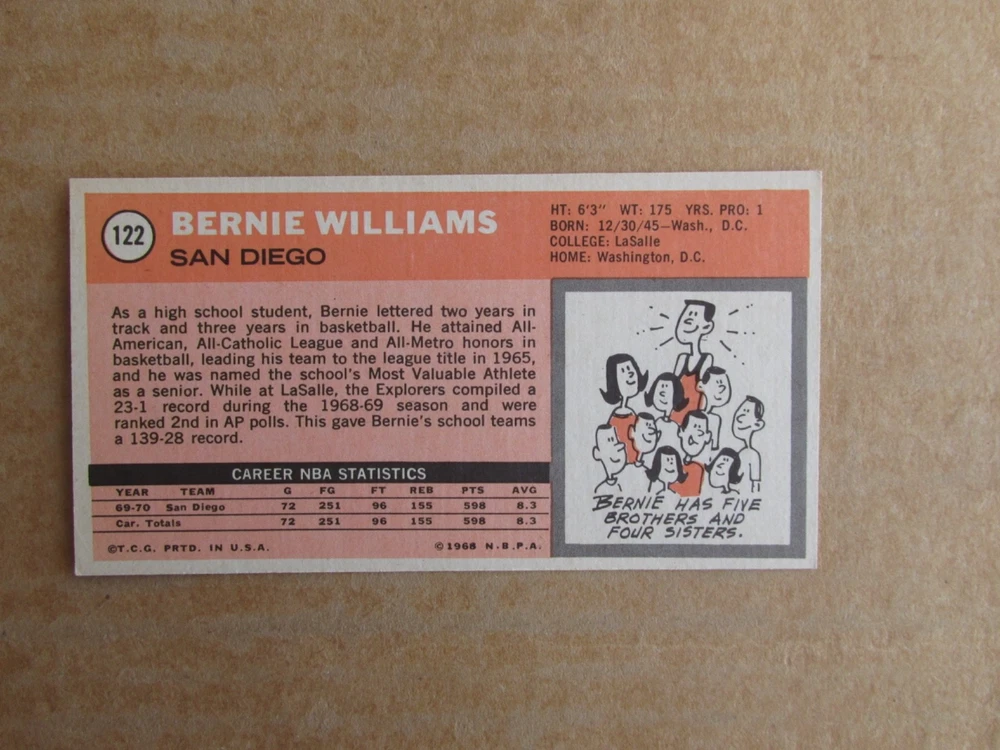 122
BERNIE WILLIAMS
SAN DIEGO
HT: 6'3" WT: 175 YRS. PRO: 1
BORN: 12/30/45—Wash., D.C.
COLLEGE: LaSalle
HOME: Washington, D.C.
As a high school student, Bernie lettered two years in
track and three years in basketball. He attained All-
American, All-Catholic League and All-Metro honors in
basketball, leading his team to the league title in 1965,
and he was named the school's Most Valuable Athlete
as a senior. While at LaSalle, the Explorers compiled a
23-1 record during the 1968-69 season and were
ranked 2nd in AP polls. This gave Bernie's school teams
a 139-28 record.
CAREER NBA STATISTICS
YEAR TEAM G FG FT REB PTS AVG
69-70 San Diego 72 251 96 155 598 8.3
Car. Totals 72 251 96 155 598 8.3
©T.C.G. PRTD. IN U.S.A. ©1968 N.B.P.A.
BERNIE HAS FIVE
BROTHERS AND
FOUR SISTERS.